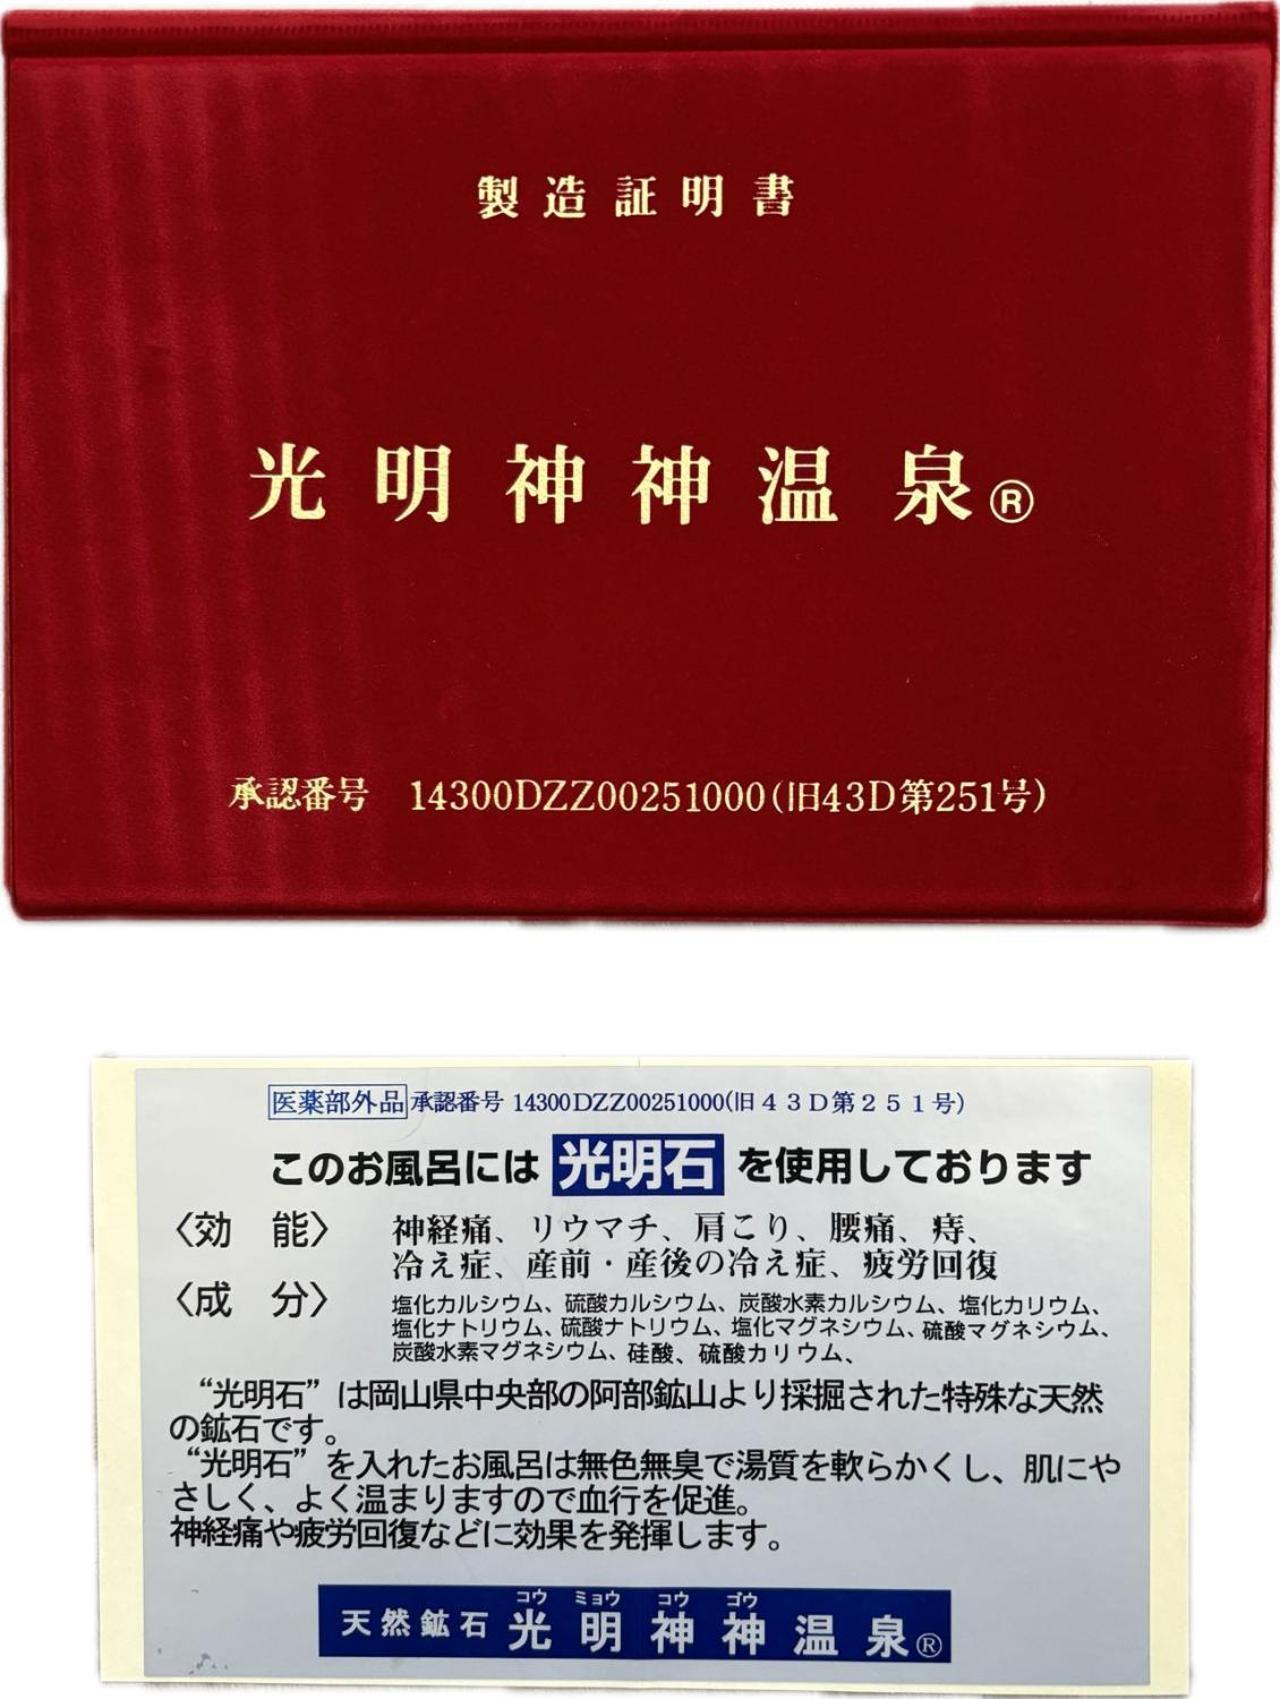 製造証明書
光明神神温泉®
承認番号 14300DZZ00251000(旧43D第251号)
医薬部外品 承認番号 14300DZZ00251000(旧43D第251号)
このお風呂には 光明石 を使用しております
〈効 能〉 神経痛、リウマチ、肩こり、腰痛、痔、
冷え症、産前・産後の冷え症、疲労回復
〈成 分〉 塩化カルシウム、硫酸カルシウム、炭酸水素カルシウム、塩化カリウム、
塩化ナトリウム、硫酸ナトリウム、塩化マグネシウム、硫酸マグネシウム、
炭酸水素マグネシウム、硅酸、硫酸カリウム、
“光明石”は岡山県中央部の阿部鉱山より採掘された特殊な天然
の鉱石です。
“光明石”を入れたお風呂は無色無臭で湯質を軟らかくし、肌にや
さしく、よく温まりますので血行を促進。
神経痛や疲労回復などに効果を発揮します。
コウ ミョウ コウ ゴウ
天然鉱石 光明神神温泉®